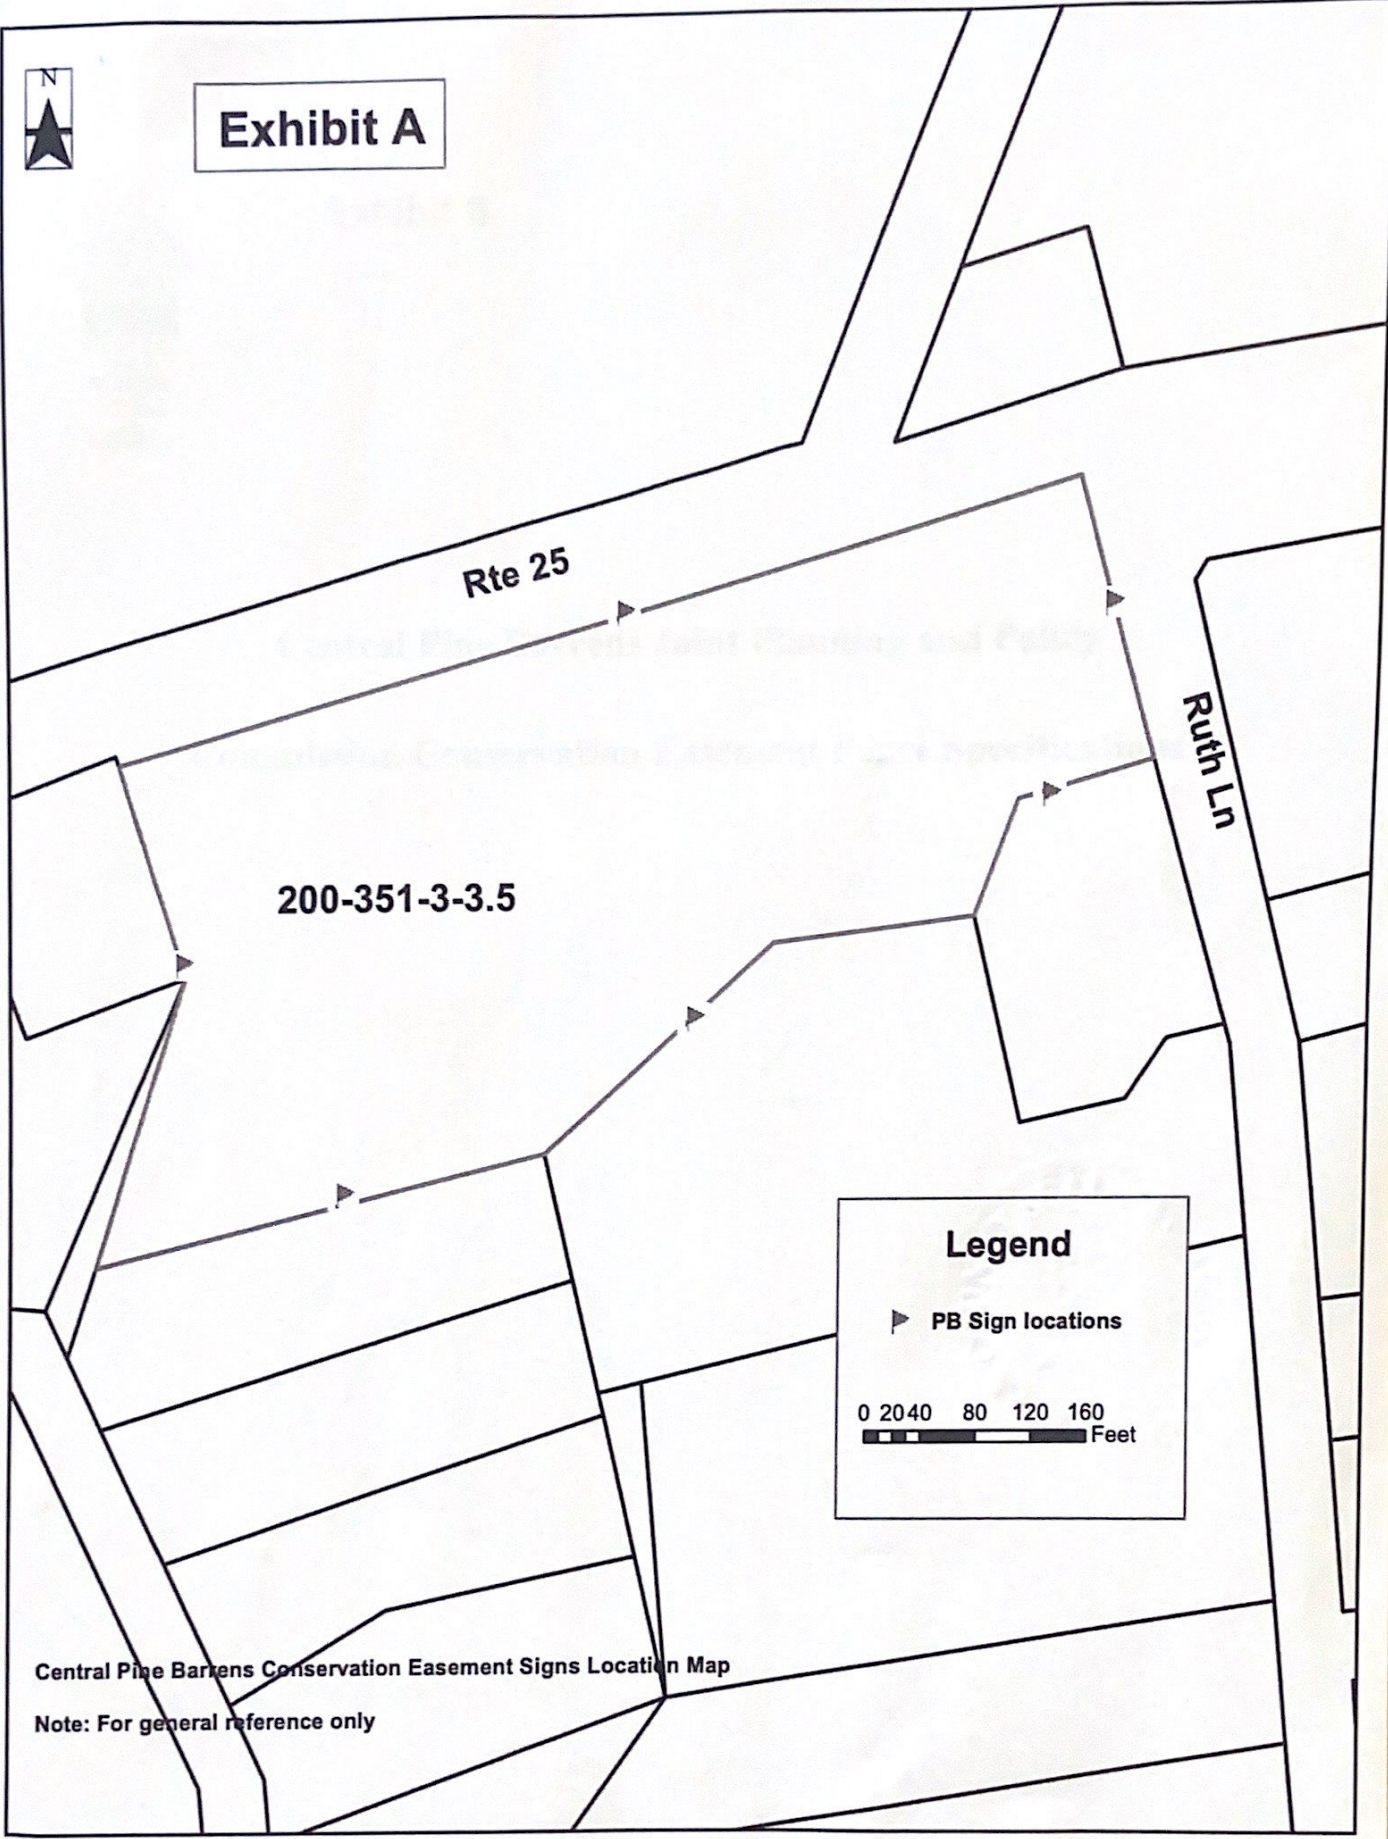 N
Exhibit A
Rte 25
Ruth Ln
200-351-3-3.5
Legend
PB Sign locations
0 20 40 80 120 160
Feet
Central Pine Barrens Conservation Easement Signs Location Map
Note: For general reference only